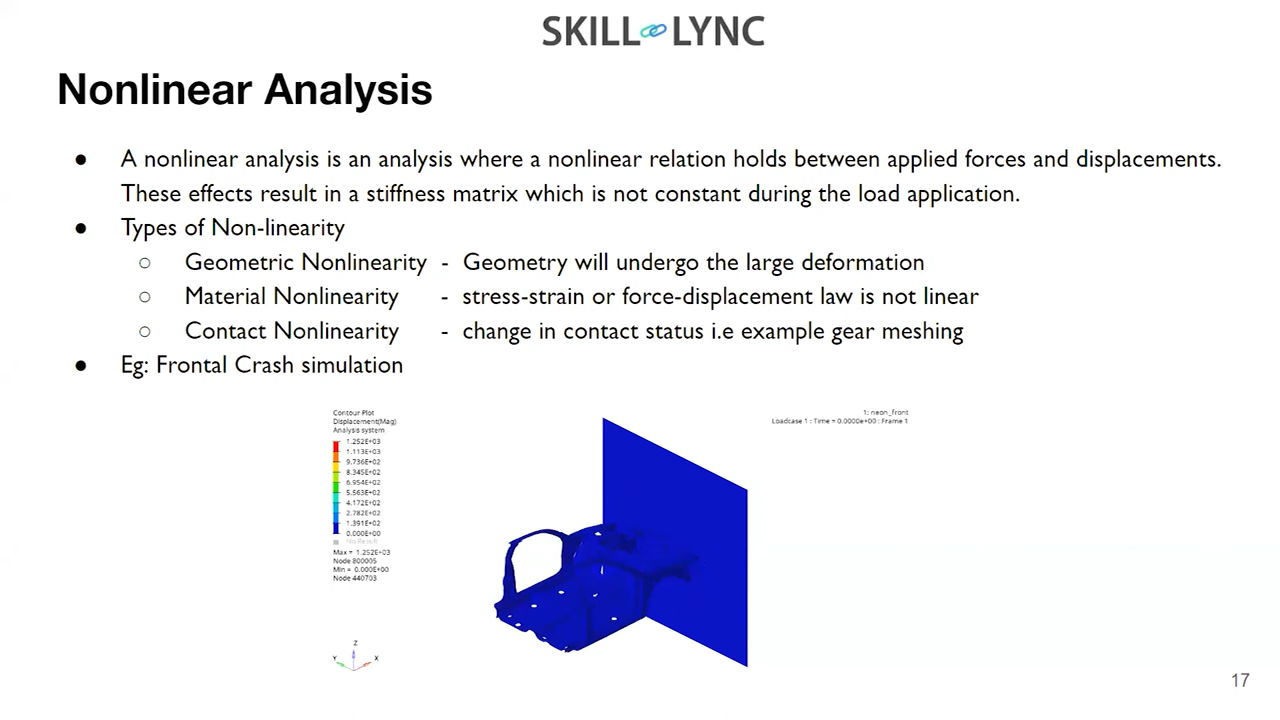 SKILL LYNC
Nonlinear Analysis
● A nonlinear analysis is an analysis where a nonlinear relation holds between applied forces and displacements.
These effects result in a stiffness matrix which is not constant during the load application.
● Types of Non-linearity
○ Geometric Nonlinearity - Geometry will undergo the large deformation
○ Material Nonlinearity - stress-strain or force-displacement law is not linear
○ Contact Nonlinearity - change in contact status i.e example gear meshing
● Eg: Frontal Crash simulation
Contour Plot
Displacement(Mag)
Analysis system
1.252E+03
1.113E+03
9.736E+02
8.345E+02
6.954E+02
5.563E+02
4.172E+02
2.782E+02
1.391E+02
0.000E+00
No Result
Max = 1.252E+03
Node 800005
Min = 0.000E+00
Node 440703
1: neon_front
Loadcase 1 : Time = 0.0000e+00 : Frame 1
Z
Y X
17